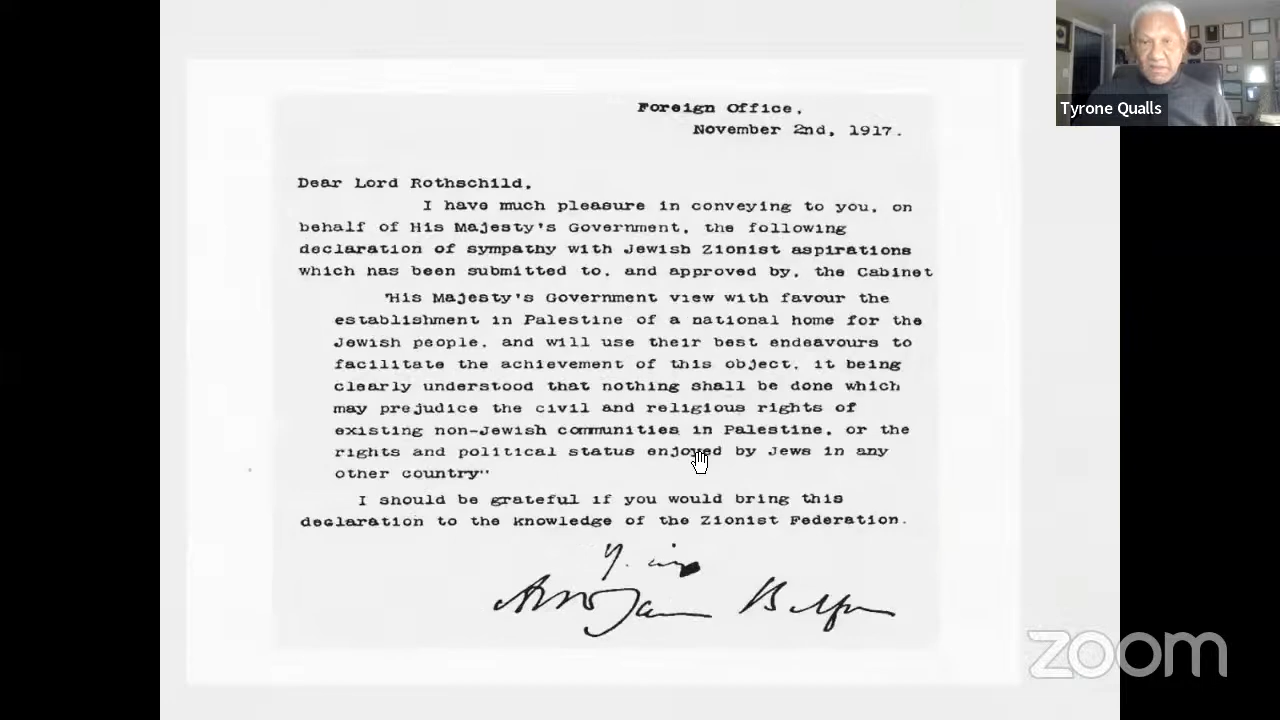 Tyrone Qualls
Foreign Office,
November 2nd, 1917.
Dear Lord Rothschild,
I have much pleasure in conveying to you, on
behalf of His Majesty's Government, the following
declaration of sympathy with Jewish Zionist aspirations
which has been submitted to, and approved by, the Cabinet
"His Majesty's Government view with favour the
establishment in Palestine of a national home for the
Jewish people, and will use their best endeavours to
facilitate the achievement of this object, it being
clearly understood that nothing shall be done which
may prejudice the civil and religious rights of
existing non-Jewish communities in Palestine, or the
rights and political status enjoyed by Jews in any
other country"
I should be grateful if you would bring this
declaration to the knowledge of the Zionist Federation.
zoom